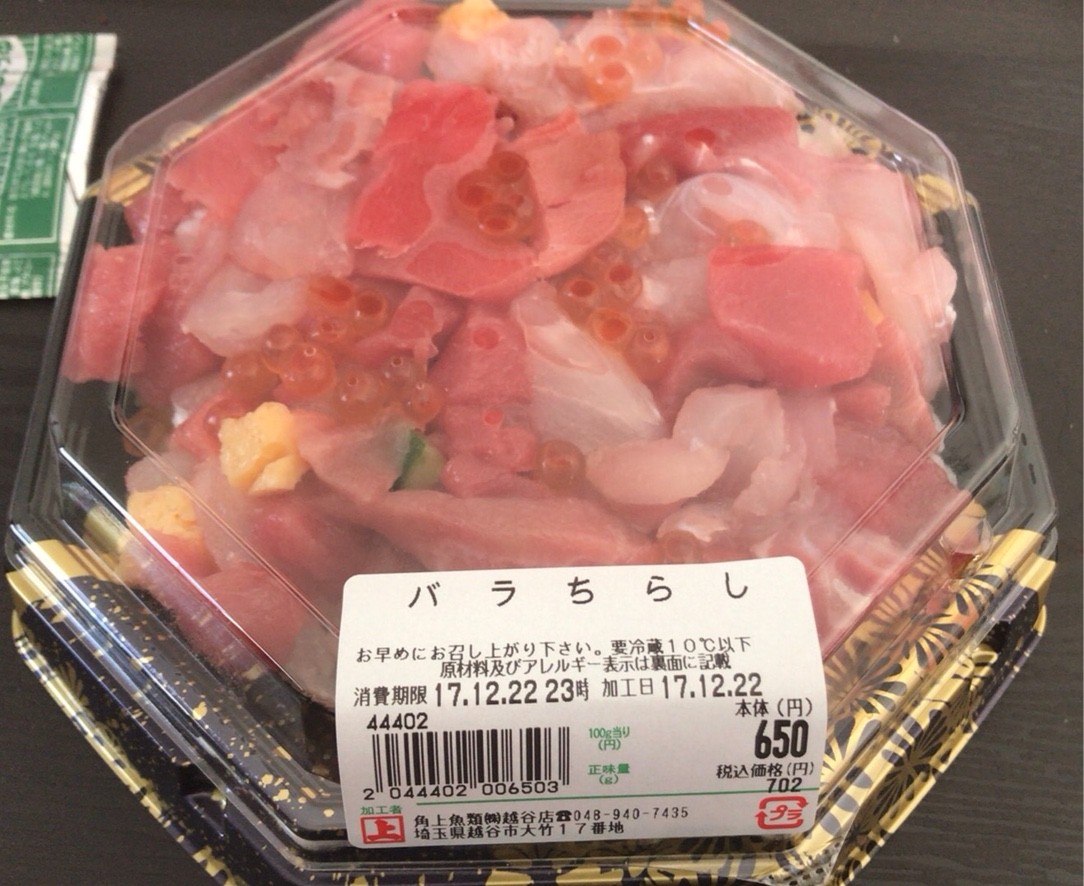 バラちらし
お早めにお召し上がり下さい。要冷蔵10℃以下
原材料及びアレルギー表示は裏面に記載
消費期限 17.12.22 23時 加工日 17.12.22
本体(円)
44402
100g当り
(円)
650
正味量
(g)
税込価格(円)
702
2 044402 006503
加工者
上
角上魚類㈱越谷店☎048-940-7435
埼玉県越谷市大竹17番地
プラ